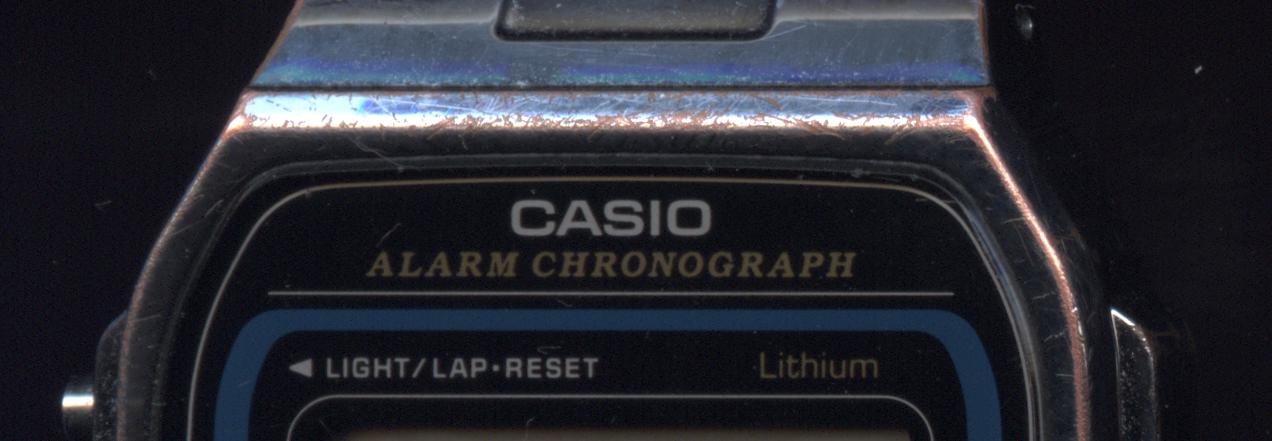 CASIO
ALARM CHRONOGRAPH
◄ LIGHT/LAP•RESET Lithium